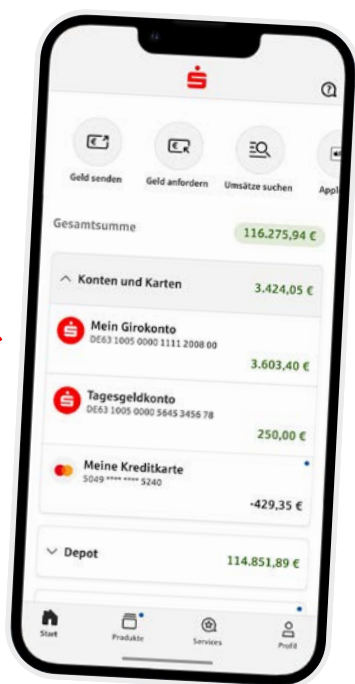 Geld senden
Geld anfordern
Umsätze suchen
Apple
Gesamtsumme
116.275,94 €
Konten und Karten
3.424,05 €
Mein Girokonto
DE63 1005 0000 1111 2008 00
3.603,40 €
Tagesgeldkonto
DE63 1005 0000 5645 3456 78
250,00 €
Meine Kreditkarte
5049 **** **** 5240
-429,35 €
Depot
114.851,89 €
Start
Produkte
Services
Profil